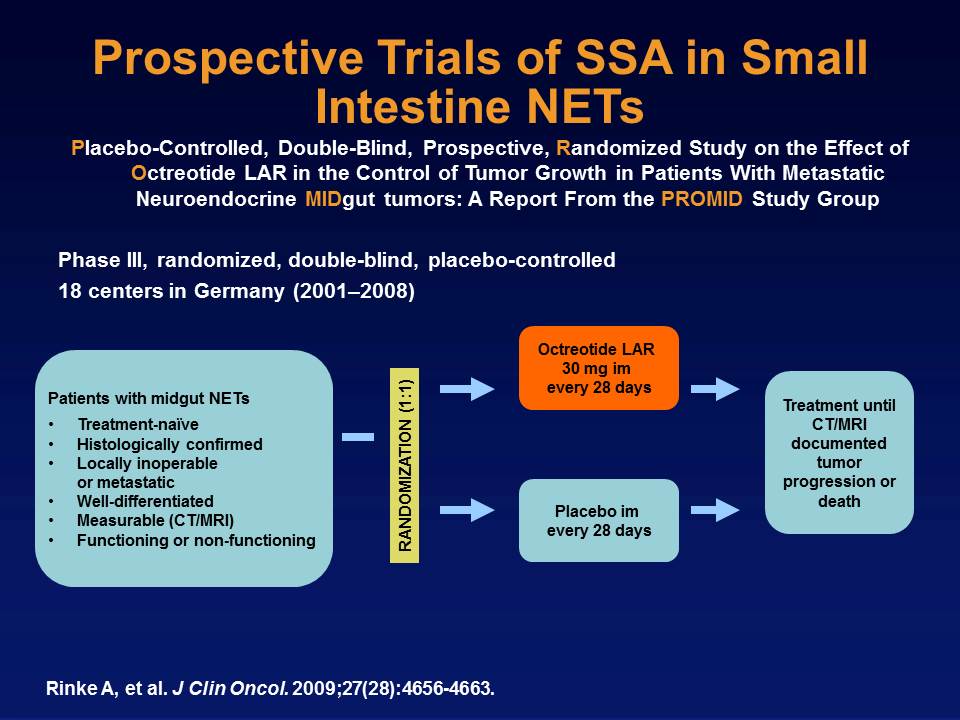 Prospective Trials of SSA in Small
Intestine NETs
Placebo-Controlled, Double-Blind, Prospective, Randomized Study on the Effect of
Octreotide LAR in the Control of Tumor Growth in Patients With Metastatic
Neuroendocrine MIDgut tumors: A Report From the PROMID Study Group
Phase III, randomized, double-blind, placebo-controlled
18 centers in Germany (2001–2008)
Patients with midgut NETs
• Treatment-naïve
• Histologically confirmed
• Locally inoperable
or metastatic
• Well-differentiated
• Measurable (CT/MRI)
• Functioning or non-functioning
RANDOMIZATION (1:1)
Octreotide LAR
30 mg im
every 28 days
Placebo im
every 28 days
Treatment until
CT/MRI
documented
tumor
progression or
death
Rinke A, et al. J Clin Oncol. 2009;27(28):4656-4663.